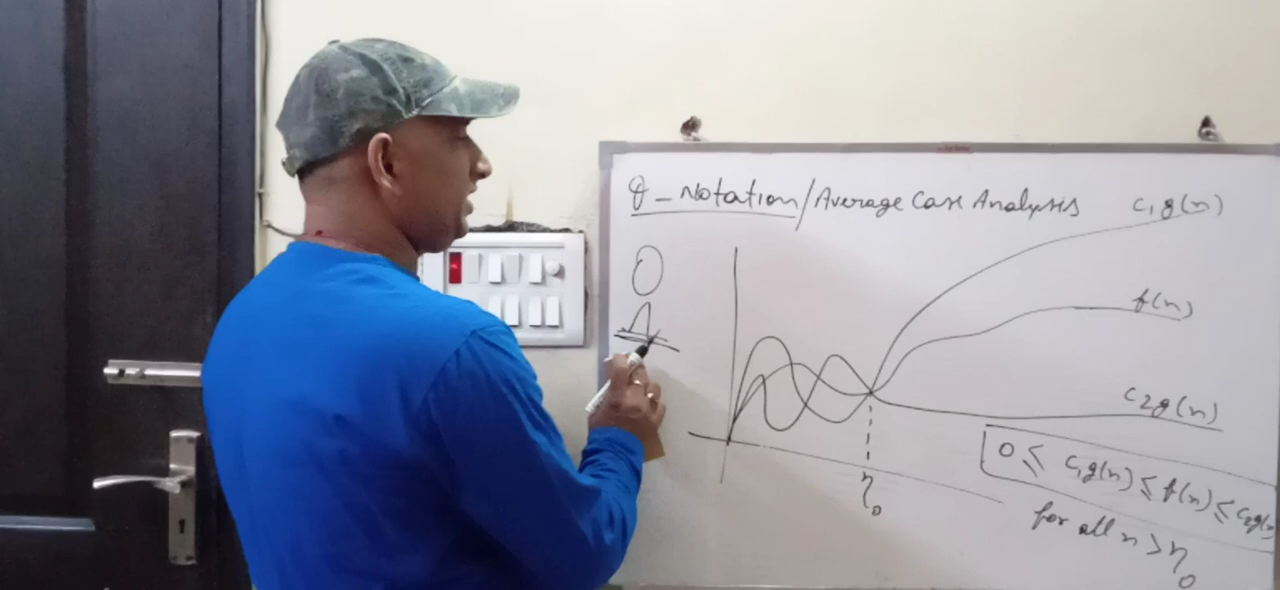 θ - Notation/Average Case Analysis
c₁g(n)
O
Ω
f(n)
c₂g(n)
0 ≤ c₁g(n) ≤ f(n) ≤ c₂g(n)
for all n > n₀
n₀